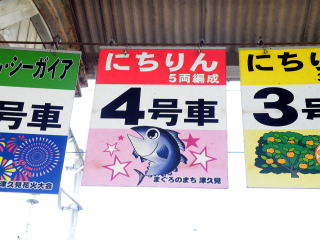 ・シーガイア
号車
津久見花火大会
にちりん
5両編成
4号車
まぐろのまち 津久見
にちり
5
3号